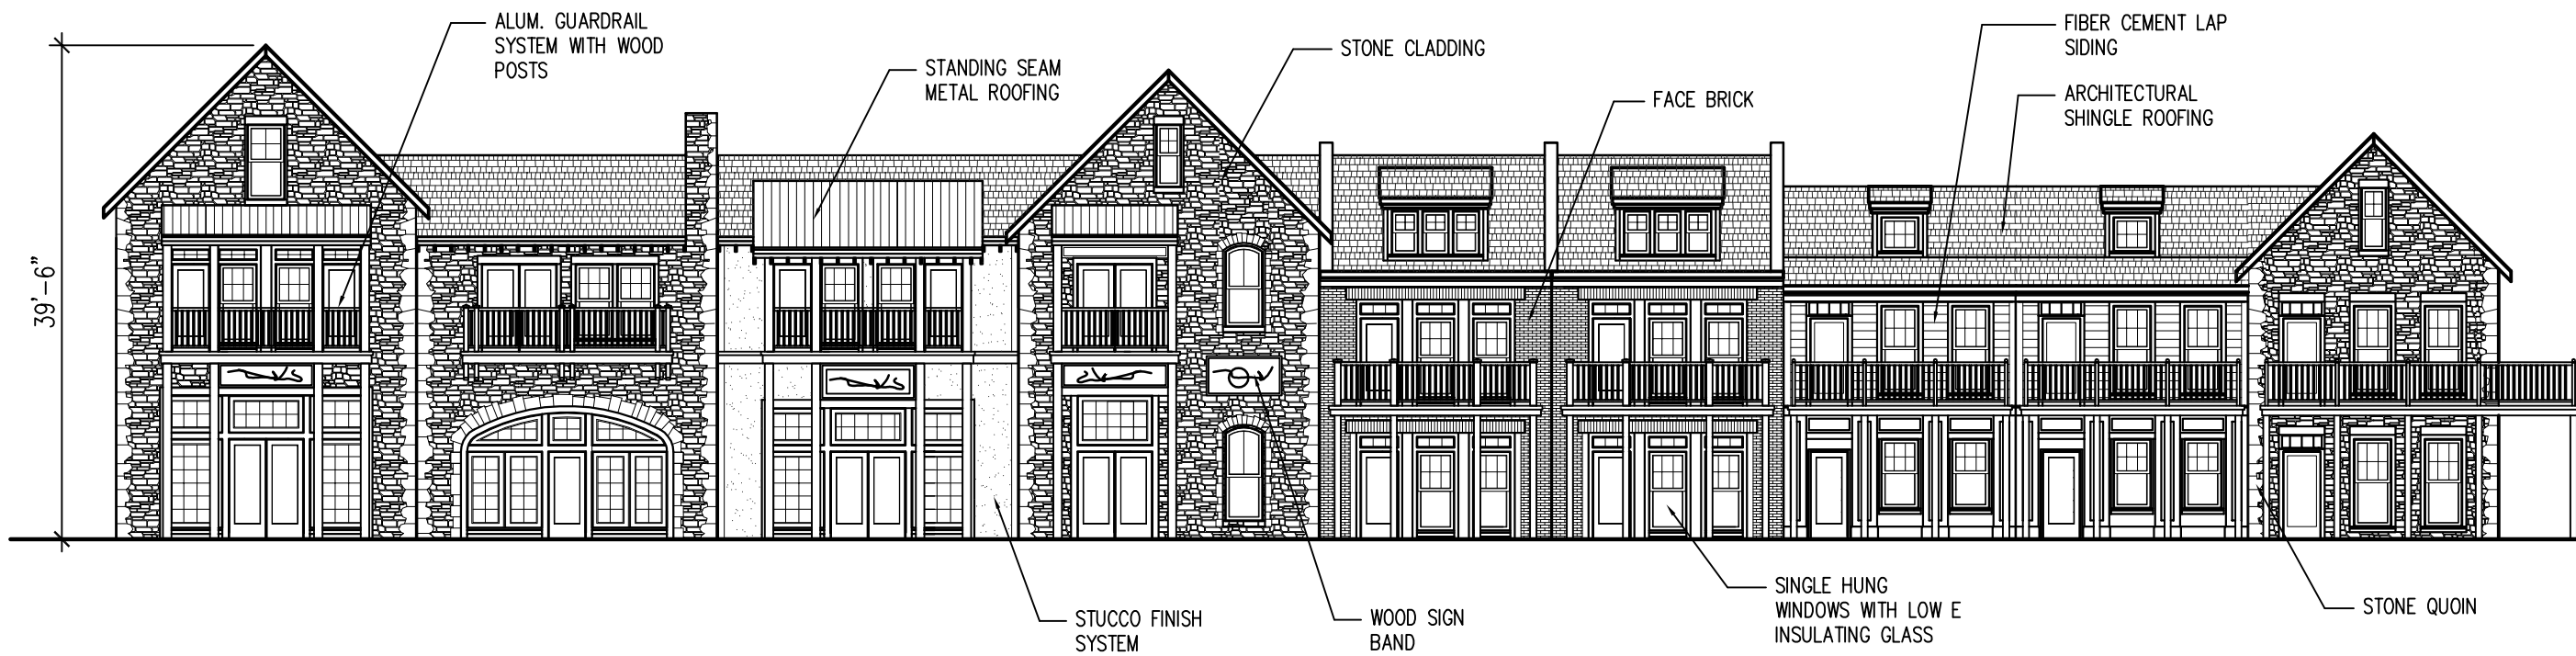 ALUM. GUARDRAIL
SYSTEM WITH WOOD
POSTS
STANDING SEAM
METAL ROOFING
STONE CLADDING
FACE BRICK
FIBER CEMENT LAP
SIDING
ARCHITECTURAL
SHINGLE ROOFING
39'-6"
STUCCO FINISH
SYSTEM
WOOD SIGN
BAND
SINGLE HUNG
WINDOWS WITH LOW E
INSULATING GLASS
STONE QUOIN